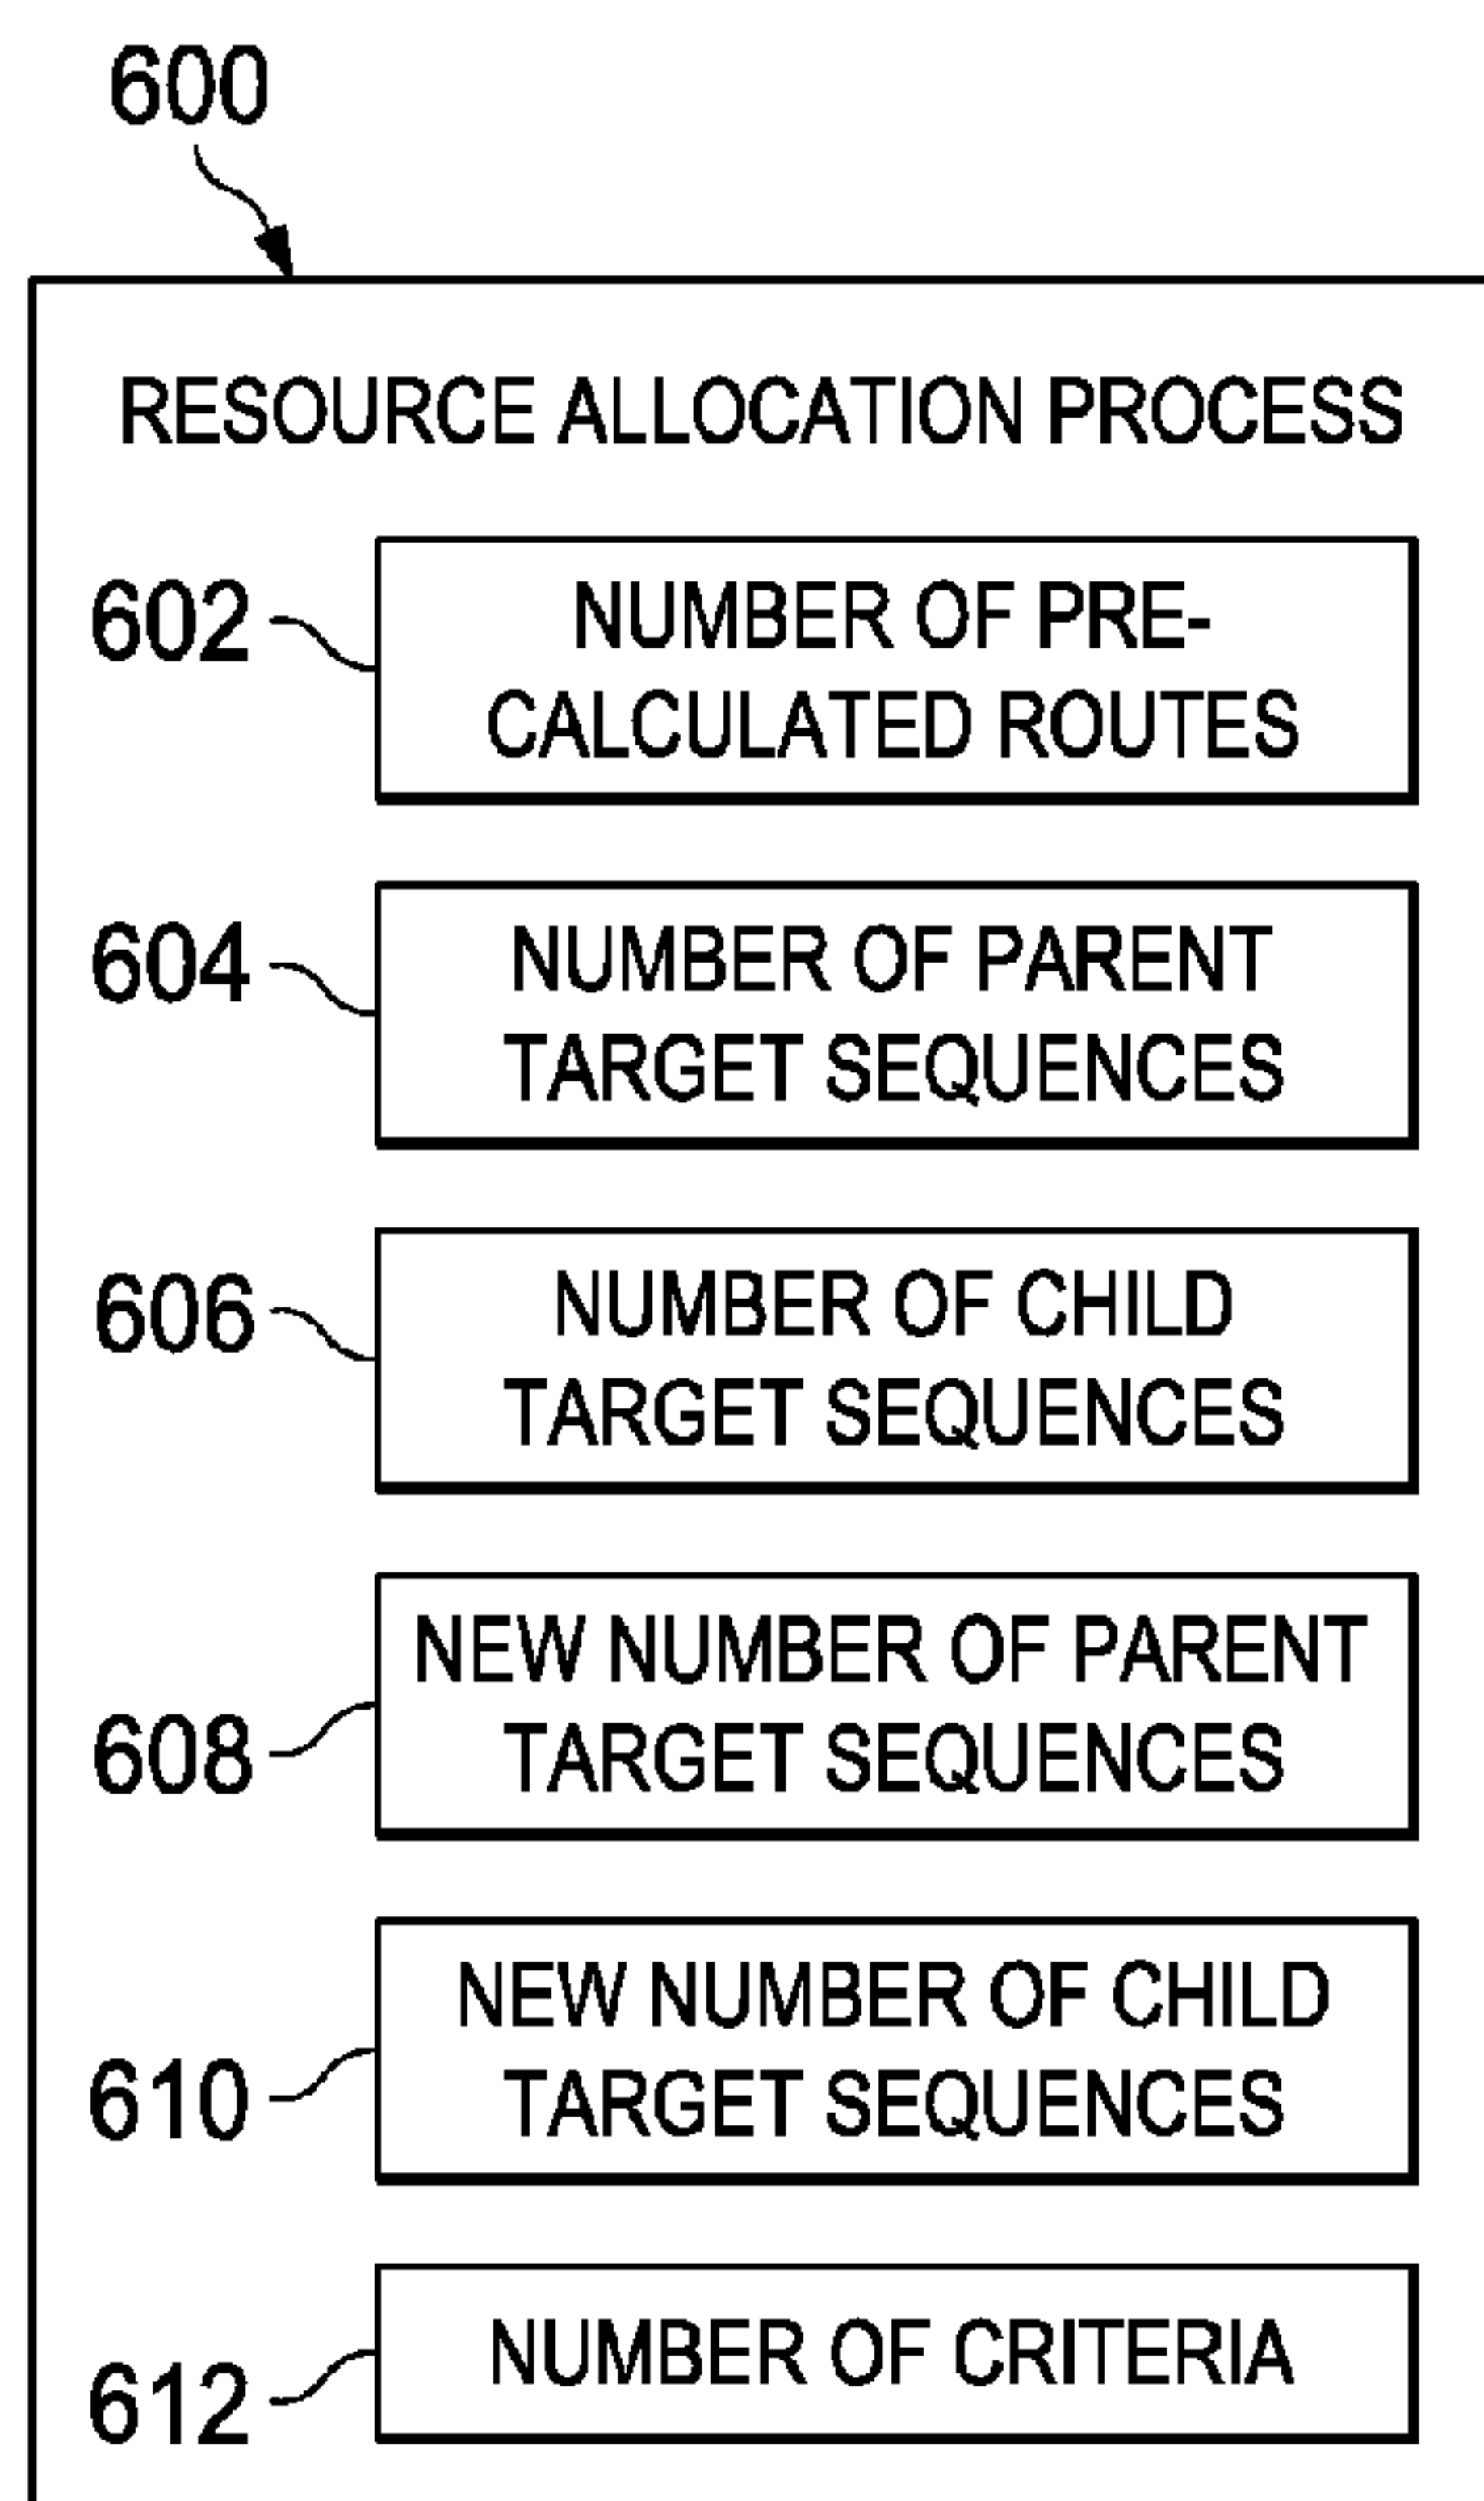 600
RESOURCE ALLOCATION PROCESS
602
NUMBER OF PRE-
CALCULATED ROUTES
604
NUMBER OF PARENT
TARGET SEQUENCES
606
NUMBER OF CHILD
TARGET SEQUENCES
608
NEW NUMBER OF PARENT
TARGET SEQUENCES
610
NEW NUMBER OF CHILD
TARGET SEQUENCES
612
NUMBER OF CRITERIA